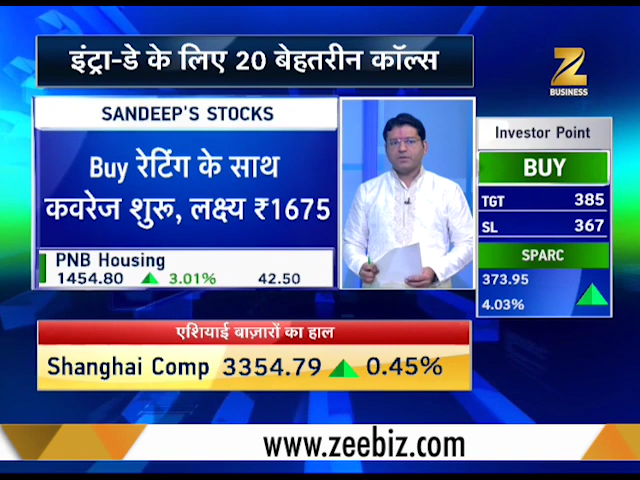 इंट्रा-डे के लिए 20 बेहतरीन कॉल्स
Z
BUSINESS
SANDEEP'S STOCKS
Buy रेटिंग के साथ
कवरेज शुरू, लक्ष्य ₹1675
PNB Housing
1454.80 3.01% 42.50
Investor Point
BUY
TGT 385
SL 367
SPARC
373.95
4.03%
एशियाई बाज़ारों का हाल
Shanghai Comp 3354.79 0.45%
www.zeebiz.com